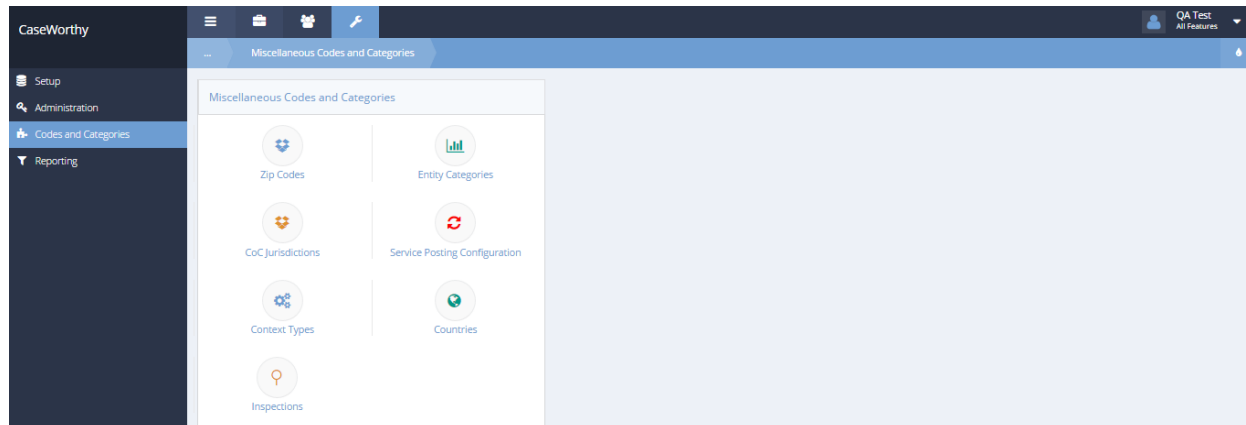 CaseWorthy
QA Test
All Features
...
Miscellaneous Codes and Categories
Setup
Administration
Codes and Categories
Reporting
Miscellaneous Codes and Categories
Zip Codes
Entity Categories
CoC Jurisdictions
Service Posting Configuration
Context Types
Countries
Inspections